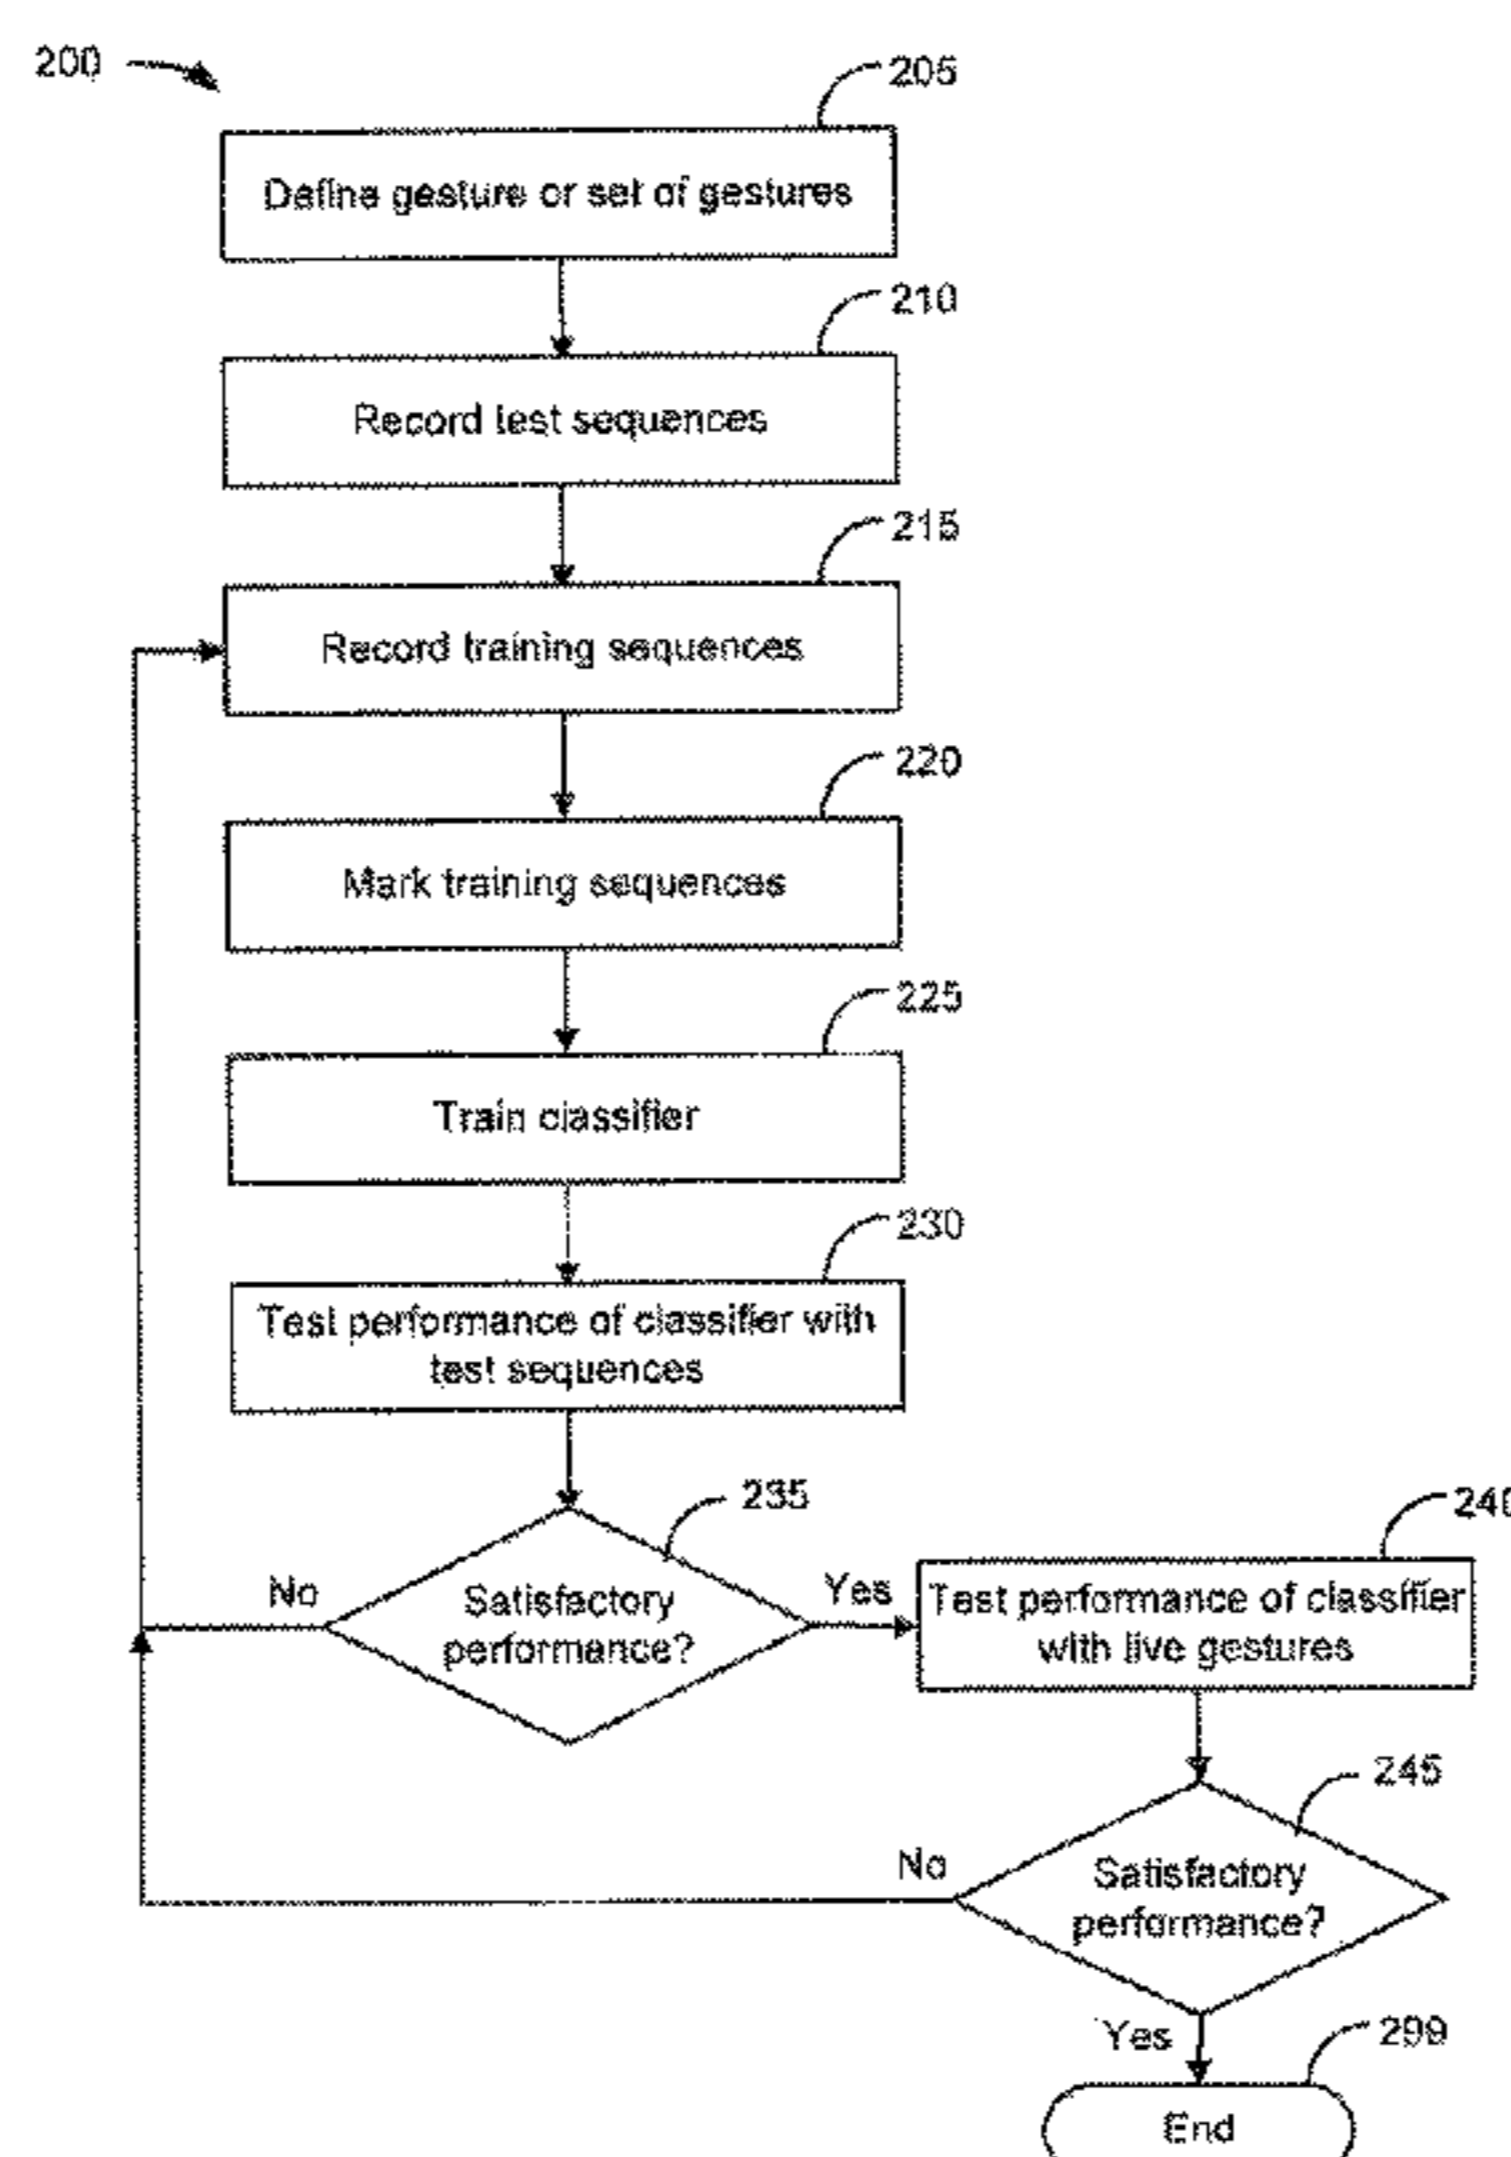 200
205
Define gesture or set of gestures
210
Record test sequences
215
Record training sequences
220
Mark training sequences
225
Train classifier
230
Test performance of classifier with
test sequences
235
No
Satisfactory
performance?
Yes
240
Test performance of classifier
with live gestures
245
No
Satisfactory
performance?
Yes
299
End